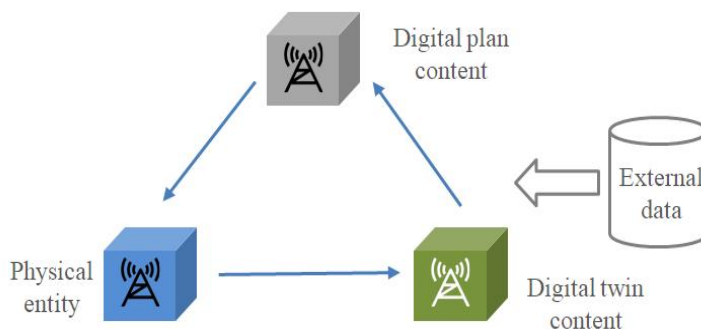 Digital plan
content
External
data
Physical
entity
Digital twin
content